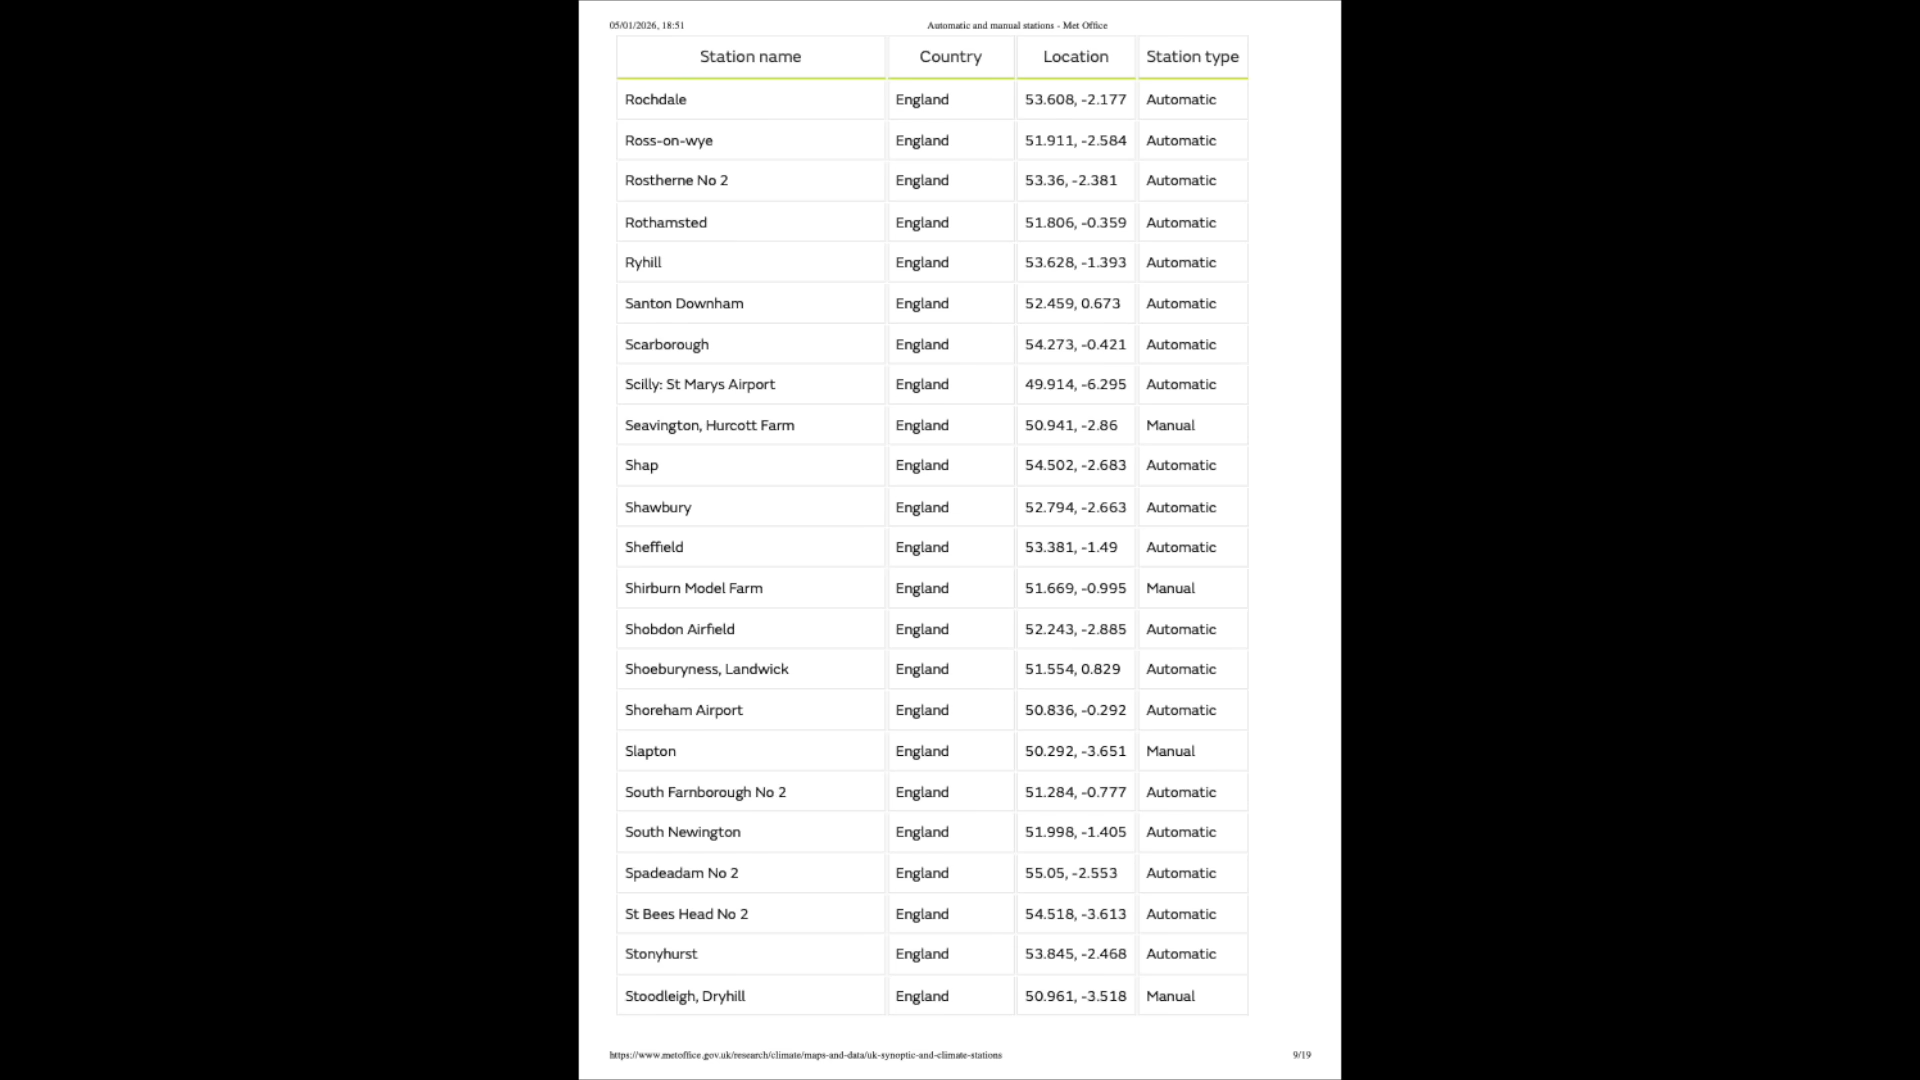 05/01/2026, 18:51 Automatic and manual stations - Met Office
Station name Country Location Station type
Rochdale England 53.608, -2.177 Automatic
Ross-on-wye England 51.911, -2.584 Automatic
Rostherne No 2 England 53.36, -2.381 Automatic
Rothamsted England 51.806, -0.359 Automatic
Ryhill England 53.628, -1.393 Automatic
Santon Downham England 52.459, 0.673 Automatic
Scarborough England 54.273, -0.421 Automatic
Scilly: St Marys Airport England 49.914, -6.295 Automatic
Seavington, Hurcott Farm England 50.941, -2.86 Manual
Shap England 54.502, -2.683 Automatic
Shawbury England 52.794, -2.663 Automatic
Sheffield England 53.381, -1.49 Automatic
Shirburn Model Farm England 51.669, -0.995 Manual
Shobdon Airfield England 52.243, -2.885 Automatic
Shoeburyness, Landwick England 51.554, 0.829 Automatic
Shoreham Airport England 50.836, -0.292 Automatic
Slapton England 50.292, -3.651 Manual
South Farnborough No 2 England 51.284, -0.777 Automatic
South Newington England 51.998, -1.405 Automatic
Spadeadam No 2 England 55.05, -2.553 Automatic
St Bees Head No 2 England 54.518, -3.613 Automatic
Stonyhurst England 53.845, -2.468 Automatic
Stoodleigh, Dryhill England 50.961, -3.518 Manual
https://www.metoffice.gov.uk/research/climate/maps-and-data/uk-synoptic-and-climate-stations 9/19